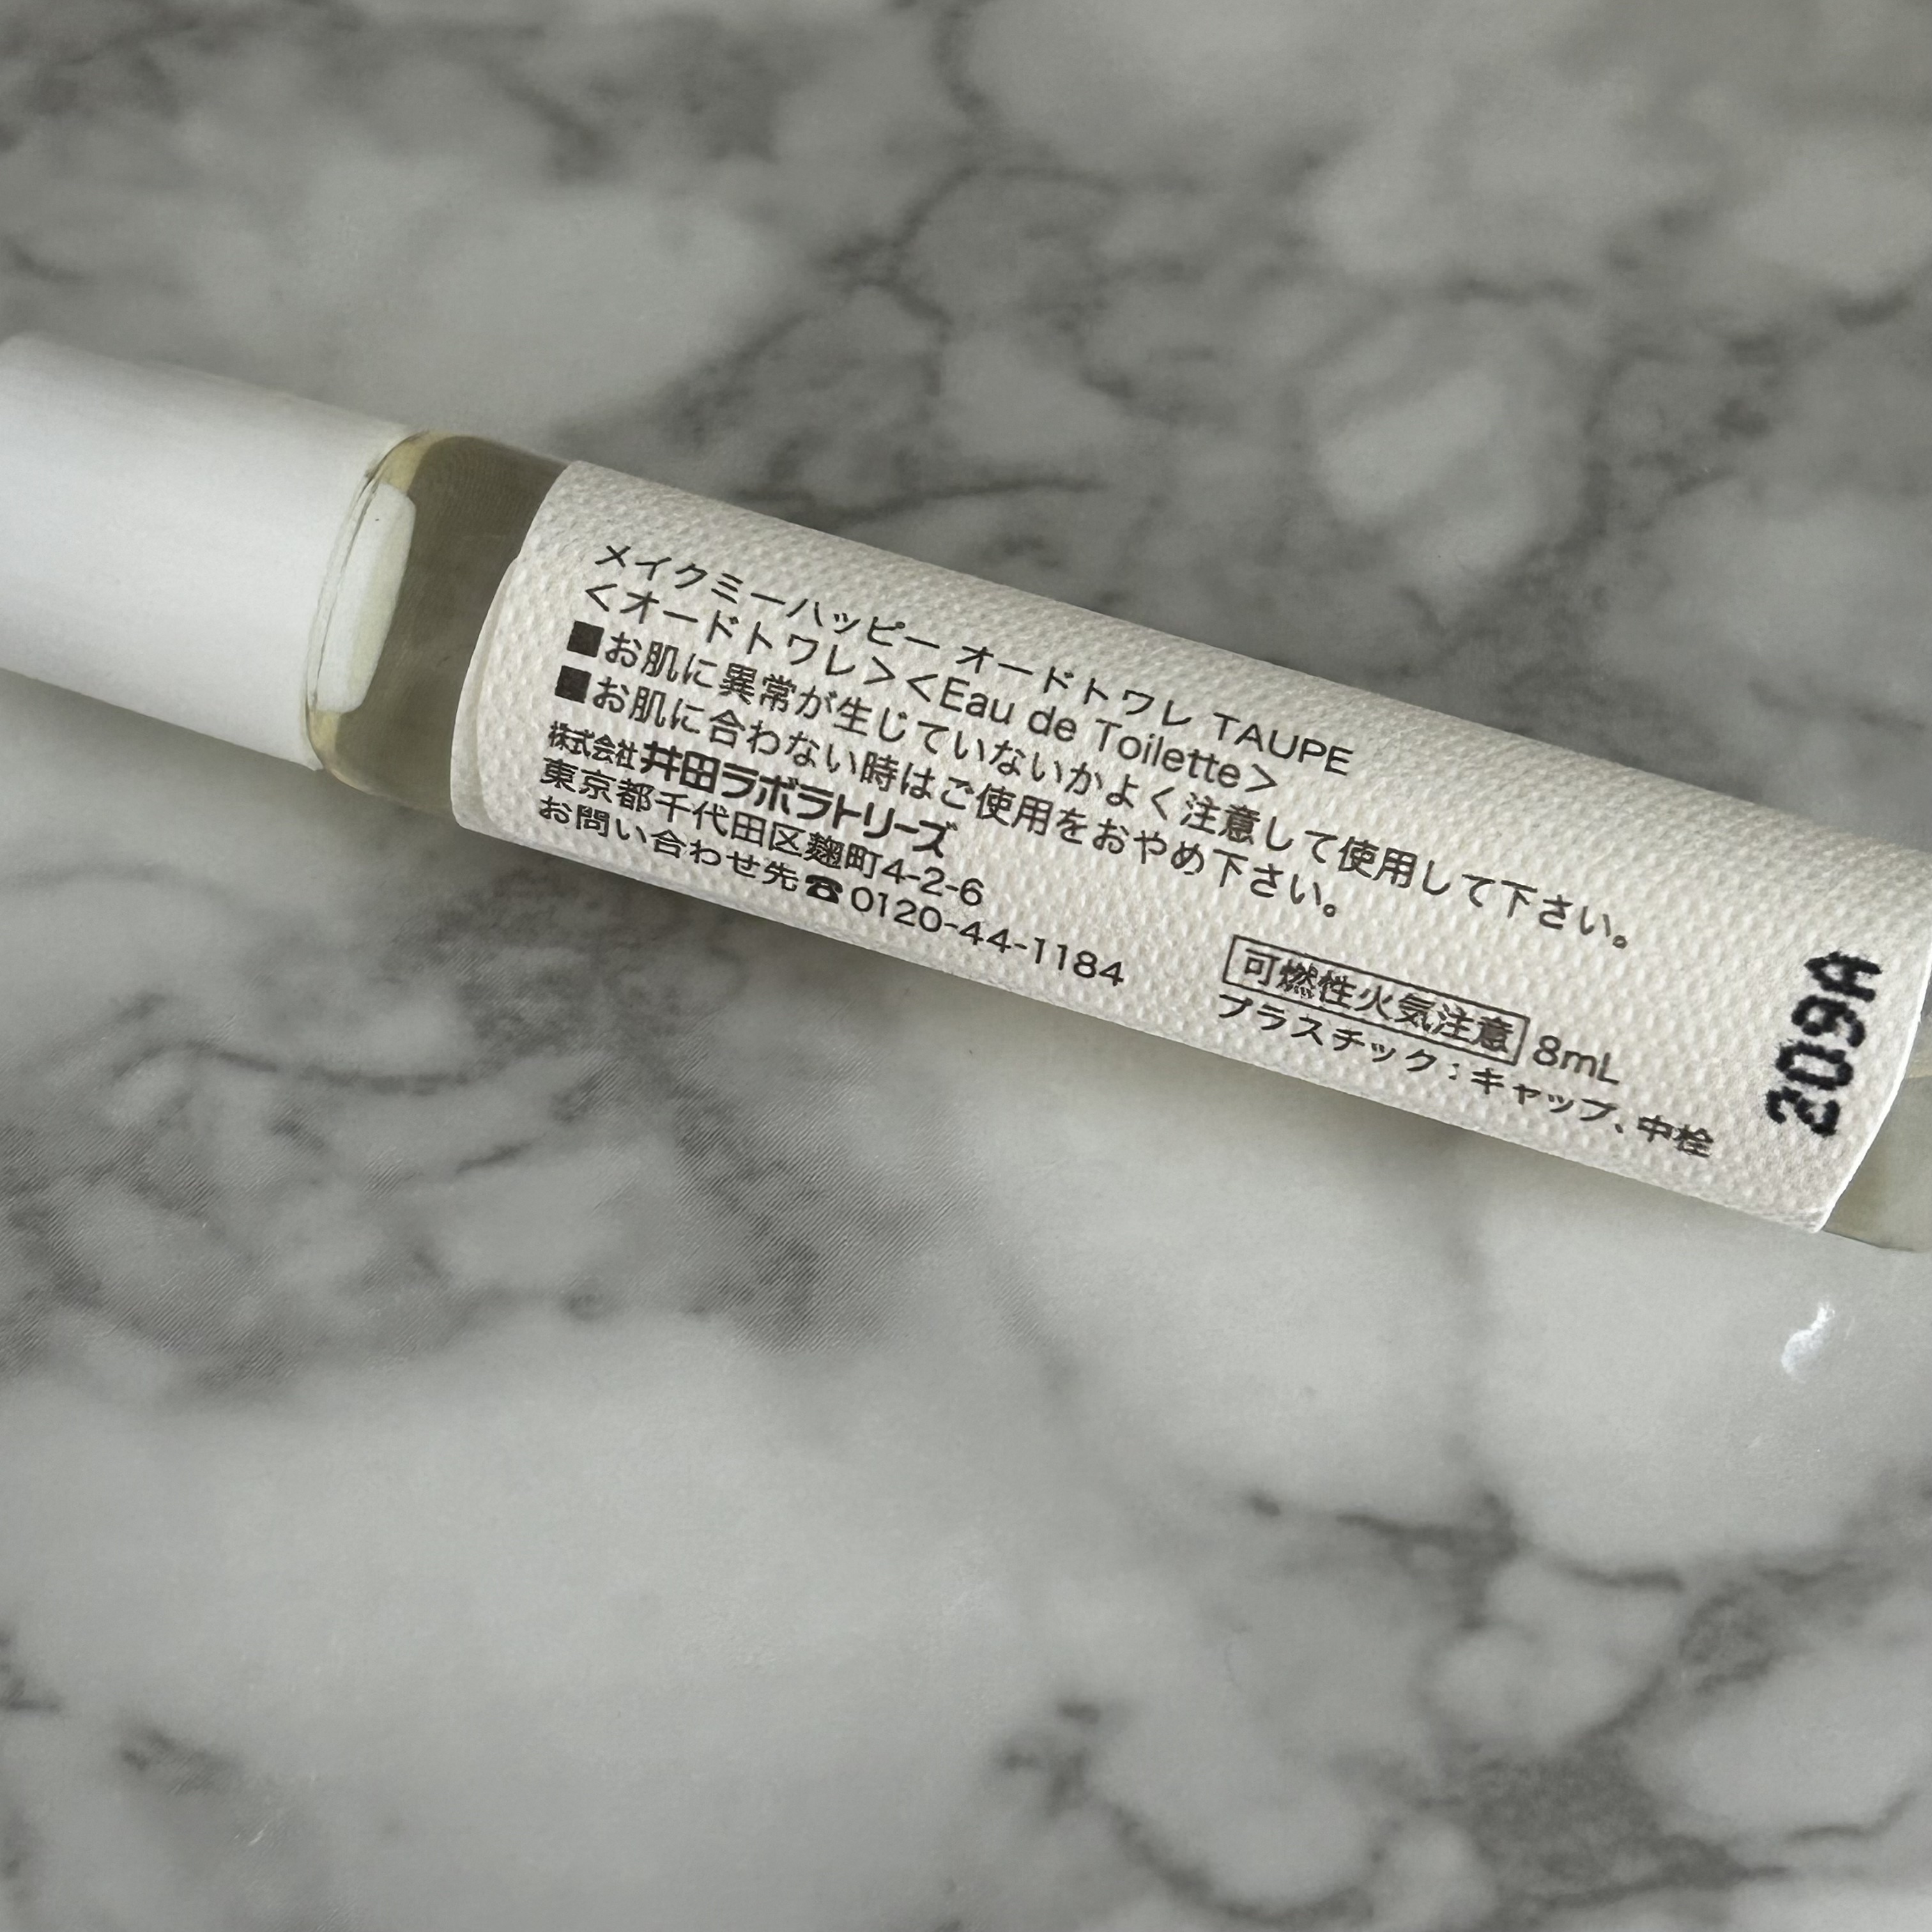 メイクミーハッピー オードトワレ TAUPE
＜オードトワレ＞＜Eau de Toilette＞
■お肌に異常が生じていないかよく注意して使用して下さい。
■お肌に合わない時はご使用をおやめ下さい。
株式会社 井田ラボラトリーズ
東京都千代田区麹町4-2-6
お問い合わせ先☎0120-44-1184
可燃性火気注意 8mL
プラスチック：キャップ、中栓
209A